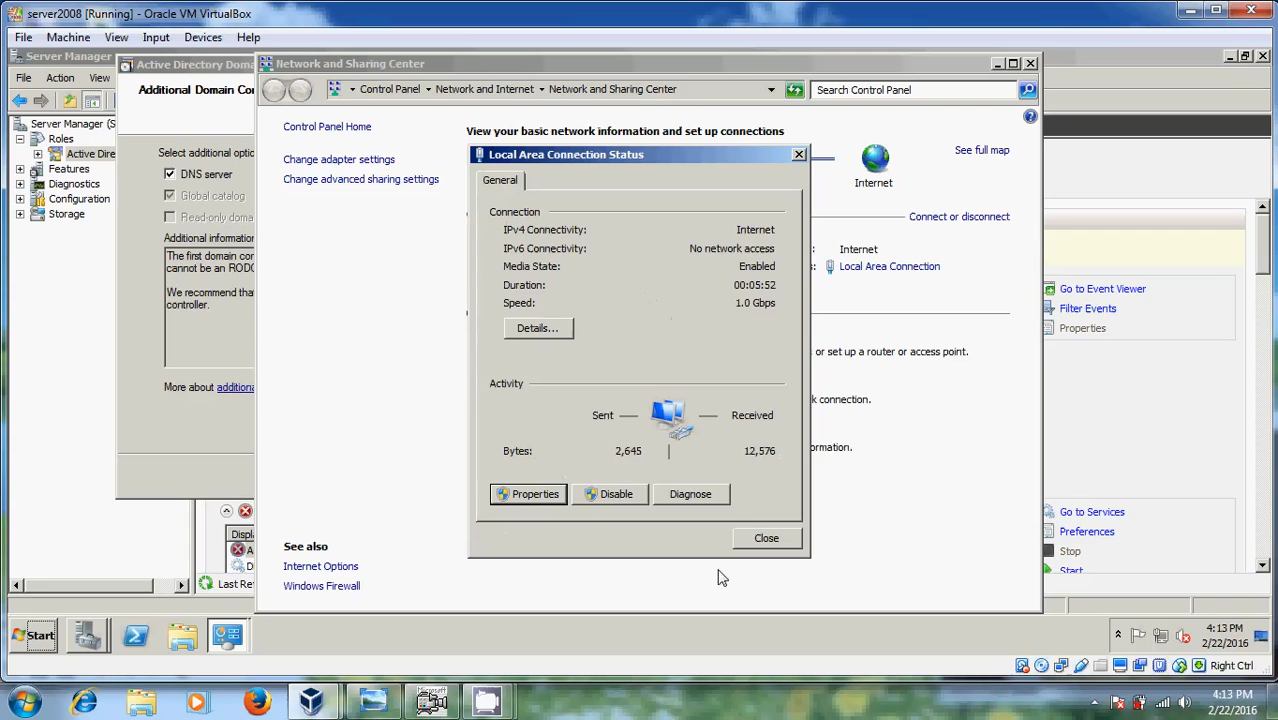 server2008 [Running] - Oracle VM VirtualBox
File Machine View Input Devices Help
Server Manager
File Action View
Server Manager (
Roles
Active Dire
Features
Diagnostics
Configuration
Storage
Active Directory Doma
Additional Domain Co
Select additional optio
DNS server
Global catalog
Read-only doma
Additional information
The first domain con
cannot be an RODC
We recommend tha
controller.
More about addition
Network and Sharing Center
Control Panel Network and Internet Network and Sharing Center
Search Control Panel
Control Panel Home
Change adapter settings
Change advanced sharing settings
View your basic network information and set up connections
See full map
Internet
Connect or disconnect
Internet
Local Area Connection
or set up a router or access point.
k connection.
ormation.
See also
Internet Options
Windows Firewall
Local Area Connection Status
General
Connection
IPv4 Connectivity: Internet
IPv6 Connectivity: No network access
Media State: Enabled
Duration: 00:05:52
Speed: 1.0 Gbps
Details...
Activity
Sent Received
Bytes: 2,645 12,576
Properties Disable Diagnose
Close
Go to Event Viewer
Filter Events
Properties
Go to Services
Preferences
Stop
Start
Displ
A
D
Last Re
Start
4:13 PM
2/22/2016
Right Ctrl
4:13 PM
2/22/2016